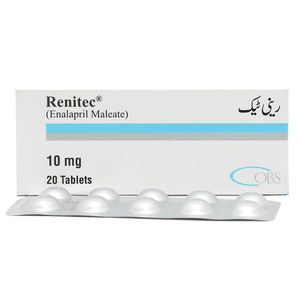 Renitec®
(Enalapril Maleate)
رینی ٹیک
10 mg
20 Tablets
OBS